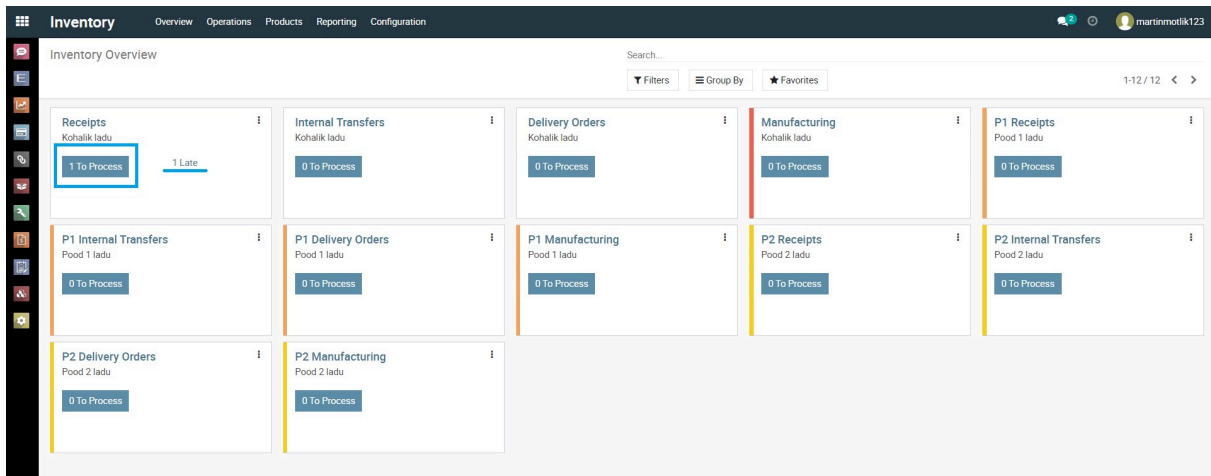 Inventory Overview Operations Products Reporting Configuration 2 martinmotlik123
Inventory Overview
Search...
Filters Group By Favorites 1-12 / 12
Receipts Internal Transfers Delivery Orders Manufacturing P1 Receipts
Kohalik ladu Kohalik ladu Kohalik ladu Kohalik ladu Pood 1 ladu
1 To Process 1 Late 0 To Process 0 To Process 0 To Process 0 To Process
P1 Internal Transfers P1 Delivery Orders P1 Manufacturing P2 Receipts P2 Internal Transfers
Pood 1 ladu Pood 1 ladu Pood 1 ladu Pood 2 ladu Pood 2 ladu
0 To Process 0 To Process 0 To Process 0 To Process 0 To Process
P2 Delivery Orders P2 Manufacturing
Pood 2 ladu Pood 2 ladu
0 To Process 0 To Process